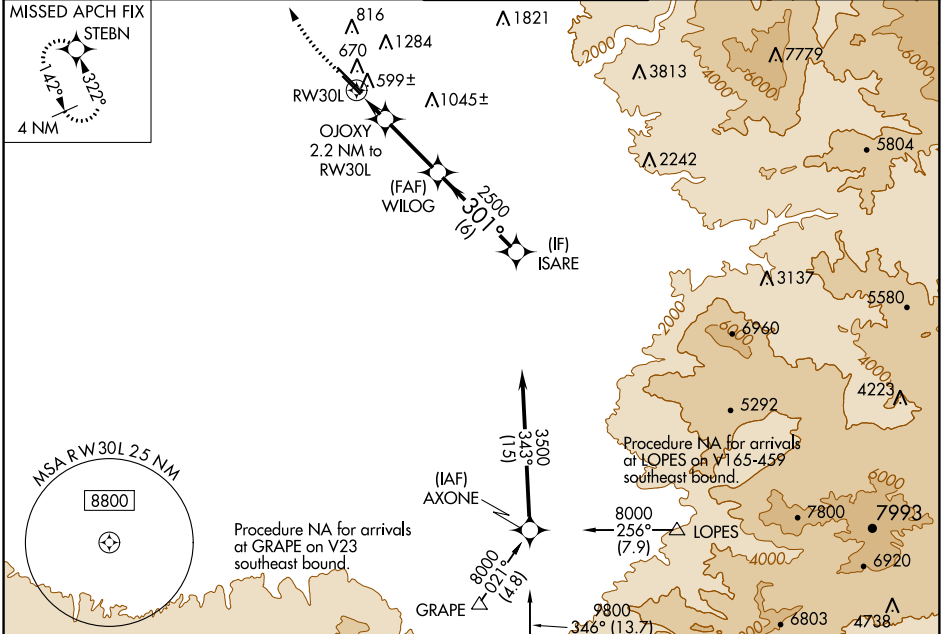 MISSED APCH FIX
STEBN
322°
142°
4 NM
816
1284
670
599±
1045±
RW30L
1821
OJOXY
2.2 NM to
RW30L
(FAF)
WILOG
2500
301°
(6)
(IF)
ISARE
2000
3813
4000
6000
7779
6000
5804
2242
3137
5580
2000
6960
6000
4000
4223
5292
Procedure NA for arrivals
at LOPES on V165-459
southeast bound.
3500
343°
(15)
(IAF)
AXONE
MSA RW30L 25 NM
8800
Procedure NA for arrivals
at GRAPE on V23
southeast bound.
8000
256°
(7.9)
LOPES
6000
7800
7993
4000
6920
8000
021°
(4.8)
GRAPE
9800
346° (13.7)
6803
4738